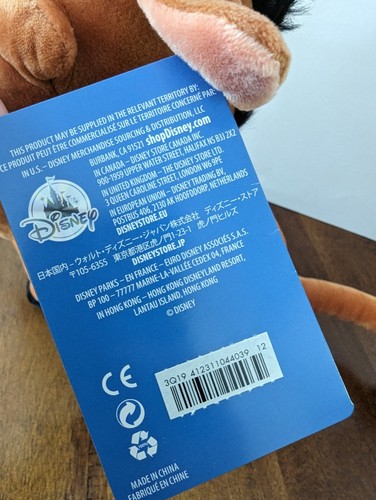 THIS PRODUCT MAY BE SUPPLIED IN THE RELEVANT TERRITORY BY:
CE PRODUIT PEUT ÊTRE COMMERCIALISÉ SUR LE TERRITOIRE CONCERNÉ PAR:
IN U.S. - DISNEY MERCHANDISE SOURCING & DISTRIBUTION, LLC
BURBANK, CA 91521 shopDisney.com
IN CANADA - DISNEY STORE CANADA INC.
900-1959 UPPER WATER STREET, HALIFAX NS B3J 2X2
IN UNITED KINGDOM - THE DISNEY STORE LTD.
3 QUEEN CAROLINE STREET, LONDON W6 9PE
IN EUROPEAN UNION - DISNEY TRADING BV.
POSTBUS 406, 2130 AK HOOFDDORP, NETHERLANDS
DISNEYSTORE.EU
DISNEY
日本国内-ウォルト・ディズニー・ジャパン株式会社 ディズニー・ストア
〒105-6355 東京都港区虎ノ門1-23-1 虎ノ門ヒルズ
DISNEYSTORE.JP
DISNEY PARKS - EN FRANCE - EURO DISNEY ASSOCIÉS S.A.S.
BP 100 - 77777 MARNE-LA-VALLÉE CEDEX 04, FRANCE
IN HONG KONG - HONG KONG DISNEYLAND RESORT,
LANTAU ISLAND, HONG KONG
© DISNEY
3Q19 412311044039 12
CE
MADE IN CHINA
FABRIQUÉ EN CHINE